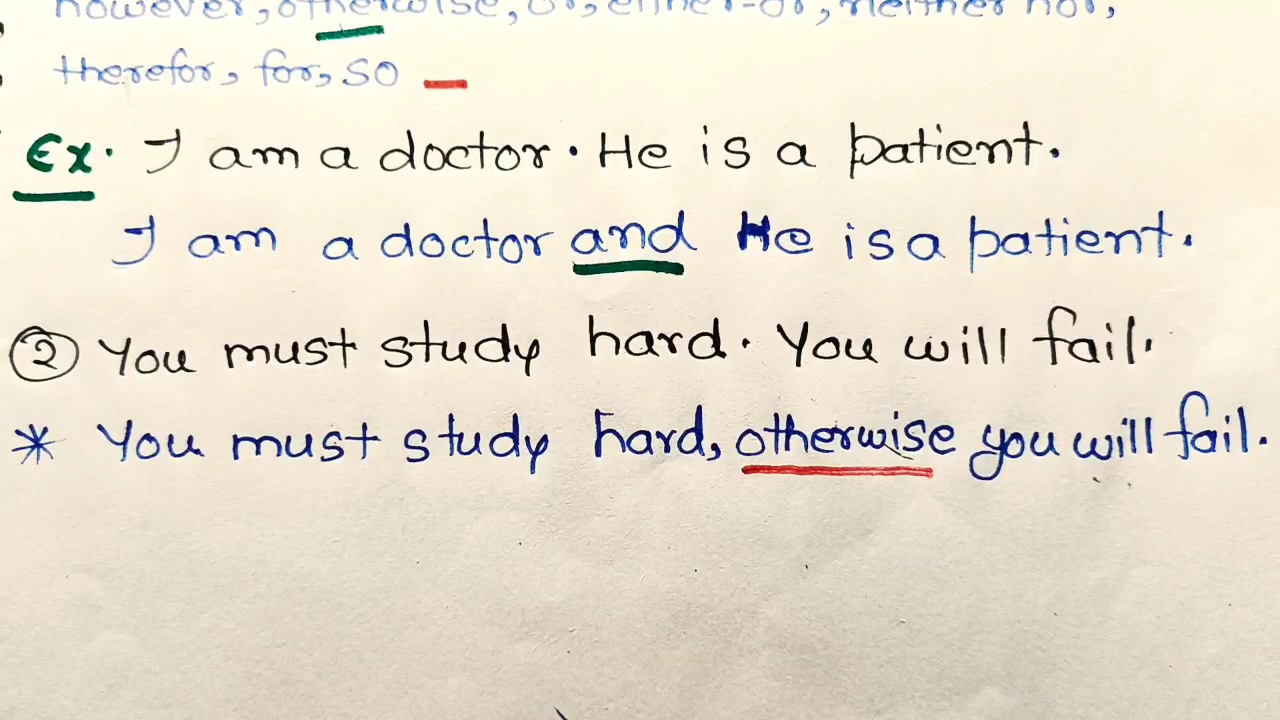 however, otherwise, or, either-or, neither nor,
therefor, for, so –
Ex. I am a doctor. He is a patient.
I am a doctor and He is a patient.
② You must study hard. You will fail.
* You must study hard, otherwise you will fail.